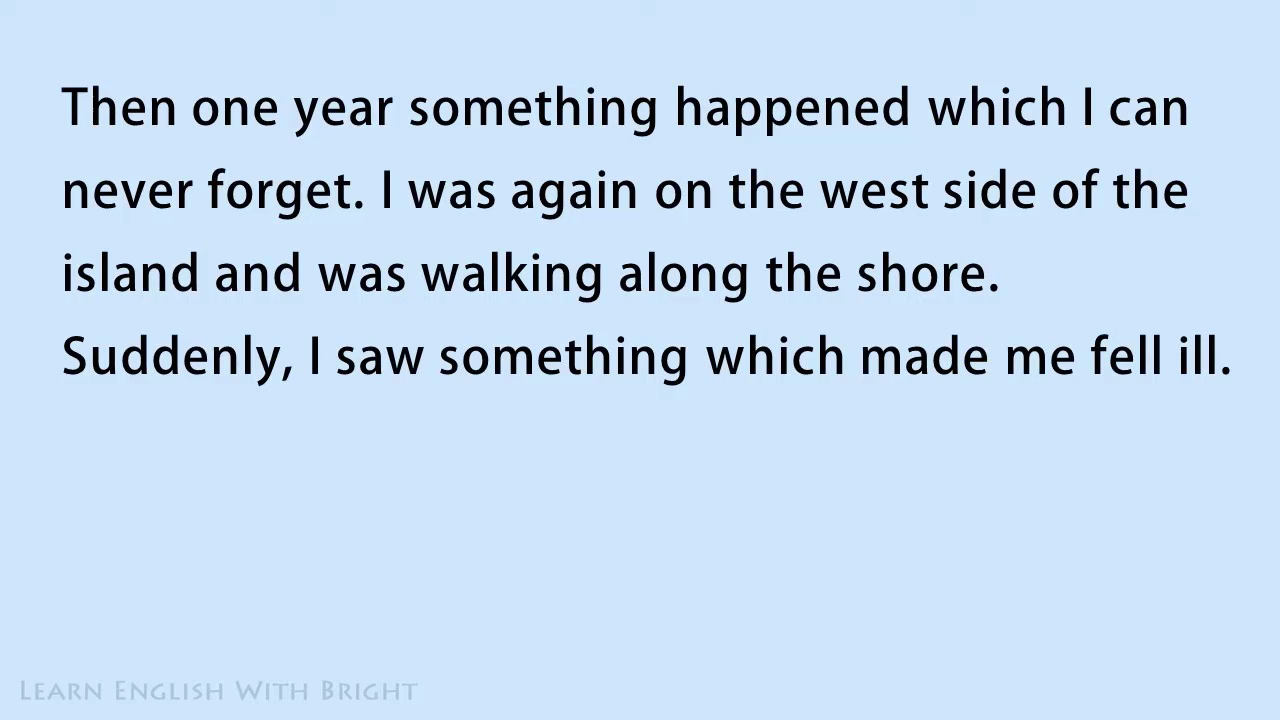 Then one year something happened which I can
never forget. I was again on the west side of the
island and was walking along the shore.
Suddenly, I saw something which made me fell ill.
Learn English With Bright